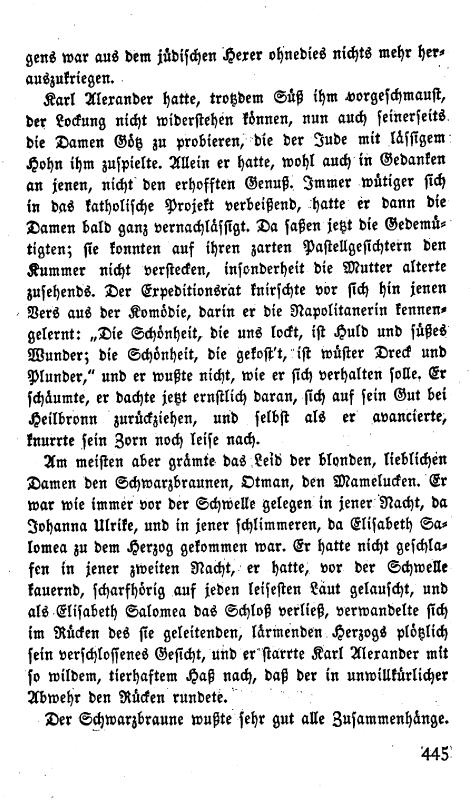 gens war aus dem jüdischen Hexer ohnedies nichts mehr her-
auszukriegen.
Karl Alexander hatte, trotzdem Süß ihm vorgeschmaust,
der Lockung nicht widerstehen können, nun auch seinerseits
die Damen Götz zu probieren, die der Jude mit lässigem
Hohn ihm zuspielte. Allein er hatte, wohl auch in Gedanken
an jenen, nicht den erhofften Genuß. Immer wütiger sich
in das katholische Projekt verbeißend, hatte er dann die
Damen bald ganz vernachlässigt. Da saßen jetzt die Gedemü-
tigten; sie konnten auf ihren zarten Pastellgesichtern den
Kummer nicht verstecken, insonderheit die Mutter alterte
zusehends. Der Expeditionsrat knirschte vor sich hin jenen
Vers aus der Komödie, darin er die Napolitanerin kennen-
gelernt: „Die Schönheit, die uns lockt, ist Huld und süßes
Wunder; die Schönheit, die gekost't, ist wüster Dreck und
Plunder,“ und er wußte nicht, wie er sich verhalten solle. Er
schäumte, er dachte jetzt ernstlich daran, sich auf sein Gut bei
Heilbronn zurückziehen, und selbst als er avancierte,
knurrte sein Zorn noch leise nach.
Am meisten aber grämte das Leid der blonden, lieblichen
Damen den Schwarzbraunen, Otman, den Mamelucken. Er
war wie immer vor der Schwelle gelegen in jener Nacht, da
Johanna Ulrike, und in jener schlimmeren, da Elisabeth Sa-
lomea zu dem Herzog gekommen war. Er hatte nicht geschla-
fen in jener zweiten Nacht, er hatte, vor der Schwelle
kauernd, scharfhörig auf jeden leisesten Laut gelauscht, und
als Elisabeth Salomea das Schloß verließ, verwandelte sich
im Rücken des sie geleitenden, lärmenden Herzogs plötzlich
sein verschlossenes Gesicht, und er starrte Karl Alexander mit
so wildem, tierhaftem Haß nach, daß der in unwillkürlicher
Abwehr den Rücken rundete.
Der Schwarzbraune wußte sehr gut alle Zusammenhänge.
445